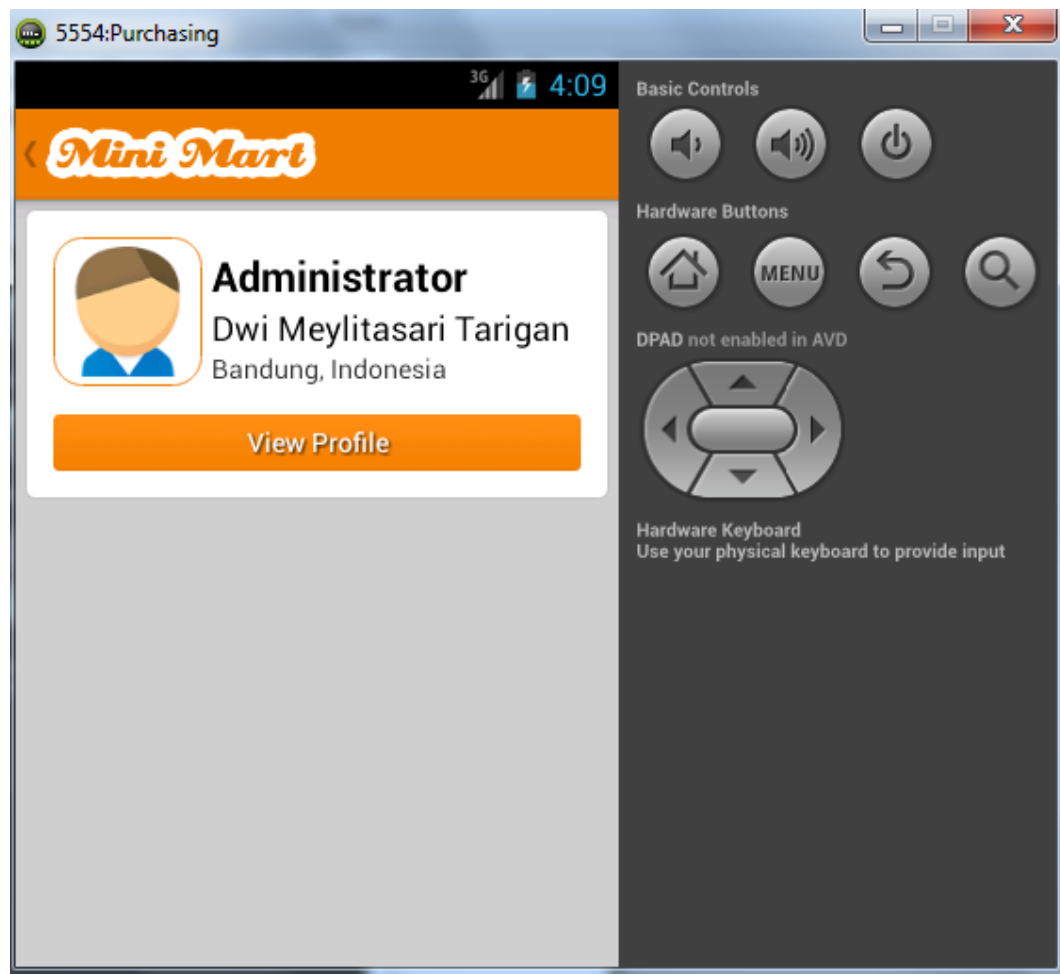 5554:Purchasing
3G 4:09
Mini Mart
Administrator
Dwi Meylitasari Tarigan
Bandung, Indonesia
View Profile
Basic Controls
Hardware Buttons
MENU
DPAD not enabled in AVD
Hardware Keyboard
Use your physical keyboard to provide input